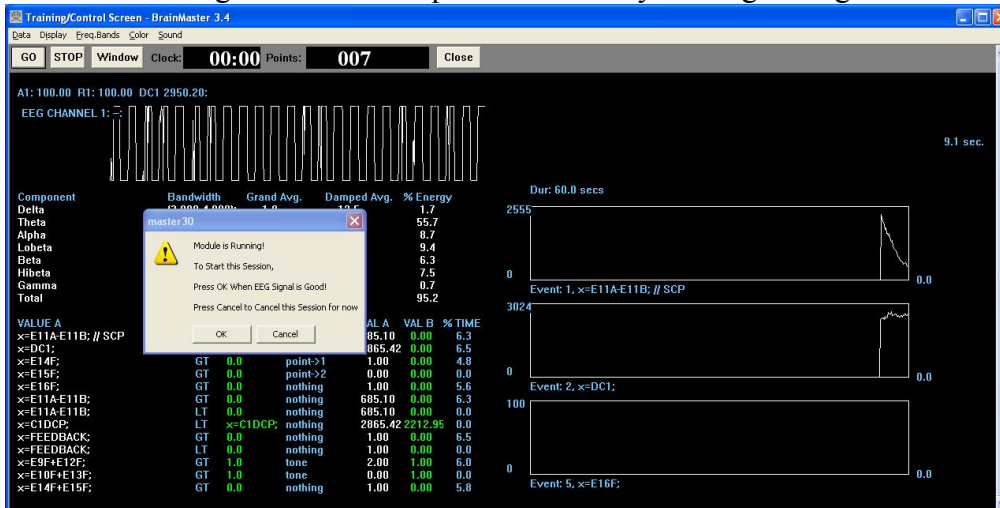 Training/Control Screen - BrainMaster 3.4
Data Display Freq.Bands Color Sound
GO STOP Window Clock: 00:00 Points: 007 Close
A1: 100.00 R1: 100.00 DC1 2950.20:
EEG CHANNEL 1: -:
9.1 sec.
Component Bandwidth Grand Avg. Damped Avg. % Energy
Delta 1.7
Theta 55.7
Alpha 8.7
Lobeta 9.4
Beta 6.3
Hibeta 7.5
Gamma 0.7
Total 95.2
master30
Module is Running!
To Start this Session,
Press OK When EEG Signal is Good!
Press Cancel to Cancel this Session for now
OK Cancel
VALUE A VAL B % TIME
x=E11A-E11B; // SCP 85.10 0.00 6.3
x=DC1; 865.42 0.00 6.5
x=E14F; GT 0.0 point->1 1.00 0.00 4.8
x=E15F; GT 0.0 point->2 0.00 0.00 0.0
x=E16F; GT 0.0 nothing 1.00 0.00 5.6
x=E11A-E11B; GT 0.0 nothing 685.10 0.00 6.3
x=E11A-E11B; LT 0.0 nothing 685.10 0.00 0.0
x=C1DCP; LT x=C1DCP; nothing 2865.42 2212.95 0.0
x=FEEDBACK; GT 0.0 nothing 1.00 0.00 6.5
x=FEEDBACK; LT 0.0 nothing 1.00 0.00 0.0
x=E9F+E12F; GT 1.0 tone 2.00 1.00 6.0
x=E10F+E13F; GT 1.0 tone 0.00 1.00 0.0
x=E14F+E15F; GT 0.0 nothing 1.00 0.00 5.8
Dur: 60.0 secs
2555
0 0.0
Event: 1, x=E11A-E11B; // SCP
3024
0 0.0
Event: 2, x=DC1;
100
0 0.0
Event: 5, x=E16F;